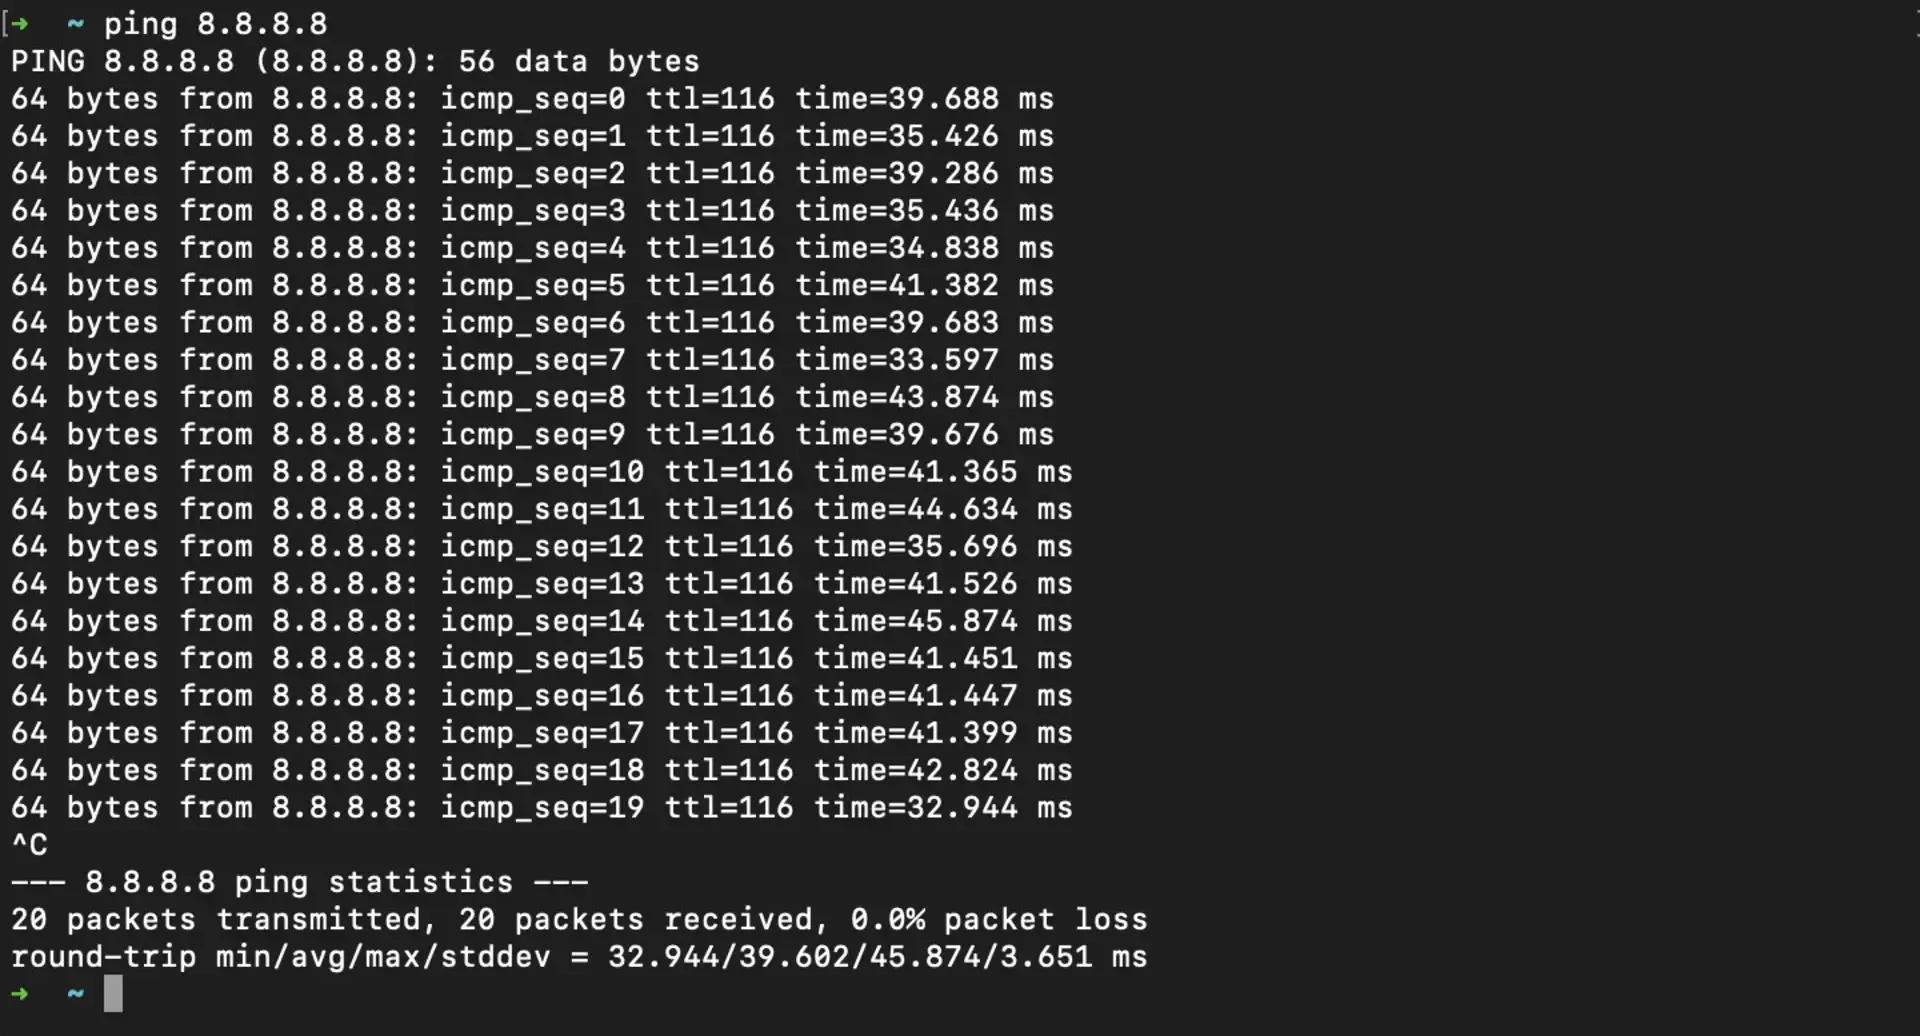 [➜  ~ ping 8.8.8.8                                                                                  ]
PING 8.8.8.8 (8.8.8.8): 56 data bytes
64 bytes from 8.8.8.8: icmp_seq=0 ttl=116 time=39.688 ms
64 bytes from 8.8.8.8: icmp_seq=1 ttl=116 time=35.426 ms
64 bytes from 8.8.8.8: icmp_seq=2 ttl=116 time=39.286 ms
64 bytes from 8.8.8.8: icmp_seq=3 ttl=116 time=35.436 ms
64 bytes from 8.8.8.8: icmp_seq=4 ttl=116 time=34.838 ms
64 bytes from 8.8.8.8: icmp_seq=5 ttl=116 time=41.382 ms
64 bytes from 8.8.8.8: icmp_seq=6 ttl=116 time=39.683 ms
64 bytes from 8.8.8.8: icmp_seq=7 ttl=116 time=33.597 ms
64 bytes from 8.8.8.8: icmp_seq=8 ttl=116 time=43.874 ms
64 bytes from 8.8.8.8: icmp_seq=9 ttl=116 time=39.676 ms
64 bytes from 8.8.8.8: icmp_seq=10 ttl=116 time=41.365 ms
64 bytes from 8.8.8.8: icmp_seq=11 ttl=116 time=44.634 ms
64 bytes from 8.8.8.8: icmp_seq=12 ttl=116 time=35.696 ms
64 bytes from 8.8.8.8: icmp_seq=13 ttl=116 time=41.526 ms
64 bytes from 8.8.8.8: icmp_seq=14 ttl=116 time=45.874 ms
64 bytes from 8.8.8.8: icmp_seq=15 ttl=116 time=41.451 ms
64 bytes from 8.8.8.8: icmp_seq=16 ttl=116 time=41.447 ms
64 bytes from 8.8.8.8: icmp_seq=17 ttl=116 time=41.399 ms
64 bytes from 8.8.8.8: icmp_seq=18 ttl=116 time=42.824 ms
64 bytes from 8.8.8.8: icmp_seq=19 ttl=116 time=32.944 ms
^C
--- 8.8.8.8 ping statistics ---
20 packets transmitted, 20 packets received, 0.0% packet loss
round-trip min/avg/max/stddev = 32.944/39.602/45.874/3.651 ms
➜  ~